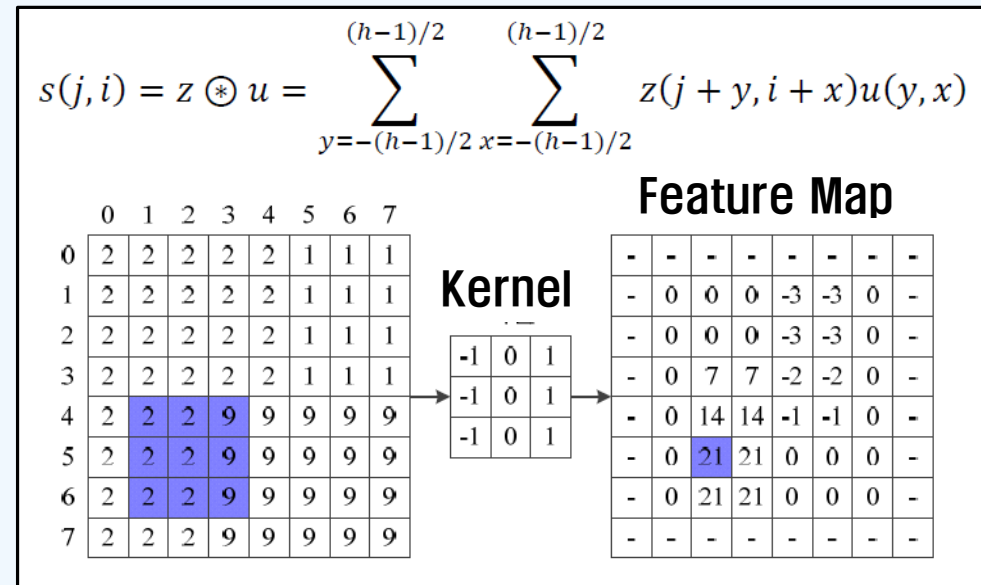 (h−1)/2 (h−1)/2
s(j,i) = z ⊛ u = ∑ ∑ z(j + y, i + x)u(y, x)
y=−(h−1)/2 x=−(h−1)/2
Feature Map
0 1 2 3 4 5 6 7
0 2 2 2 2 2 1 1 1
1 2 2 2 2 2 1 1 1
2 2 2 2 2 2 1 1 1
3 2 2 2 2 2 1 1 1
4 2 2 2 9 9 9 9 9
5 2 2 2 9 9 9 9 9
6 2 2 2 9 9 9 9 9
7 2 2 2 9 9 9 9 9
Kernel
-1 0 1
-1 0 1
-1 0 1
- - - - - - - -
- 0 0 0 -3 -3 0 -
- 0 0 0 -3 -3 0 -
- 0 7 7 -2 -2 0 -
- 0 14 14 -1 -1 0 -
- 0 21 21 0 0 0 -
- 0 21 21 0 0 0 -
- - - - - - - -